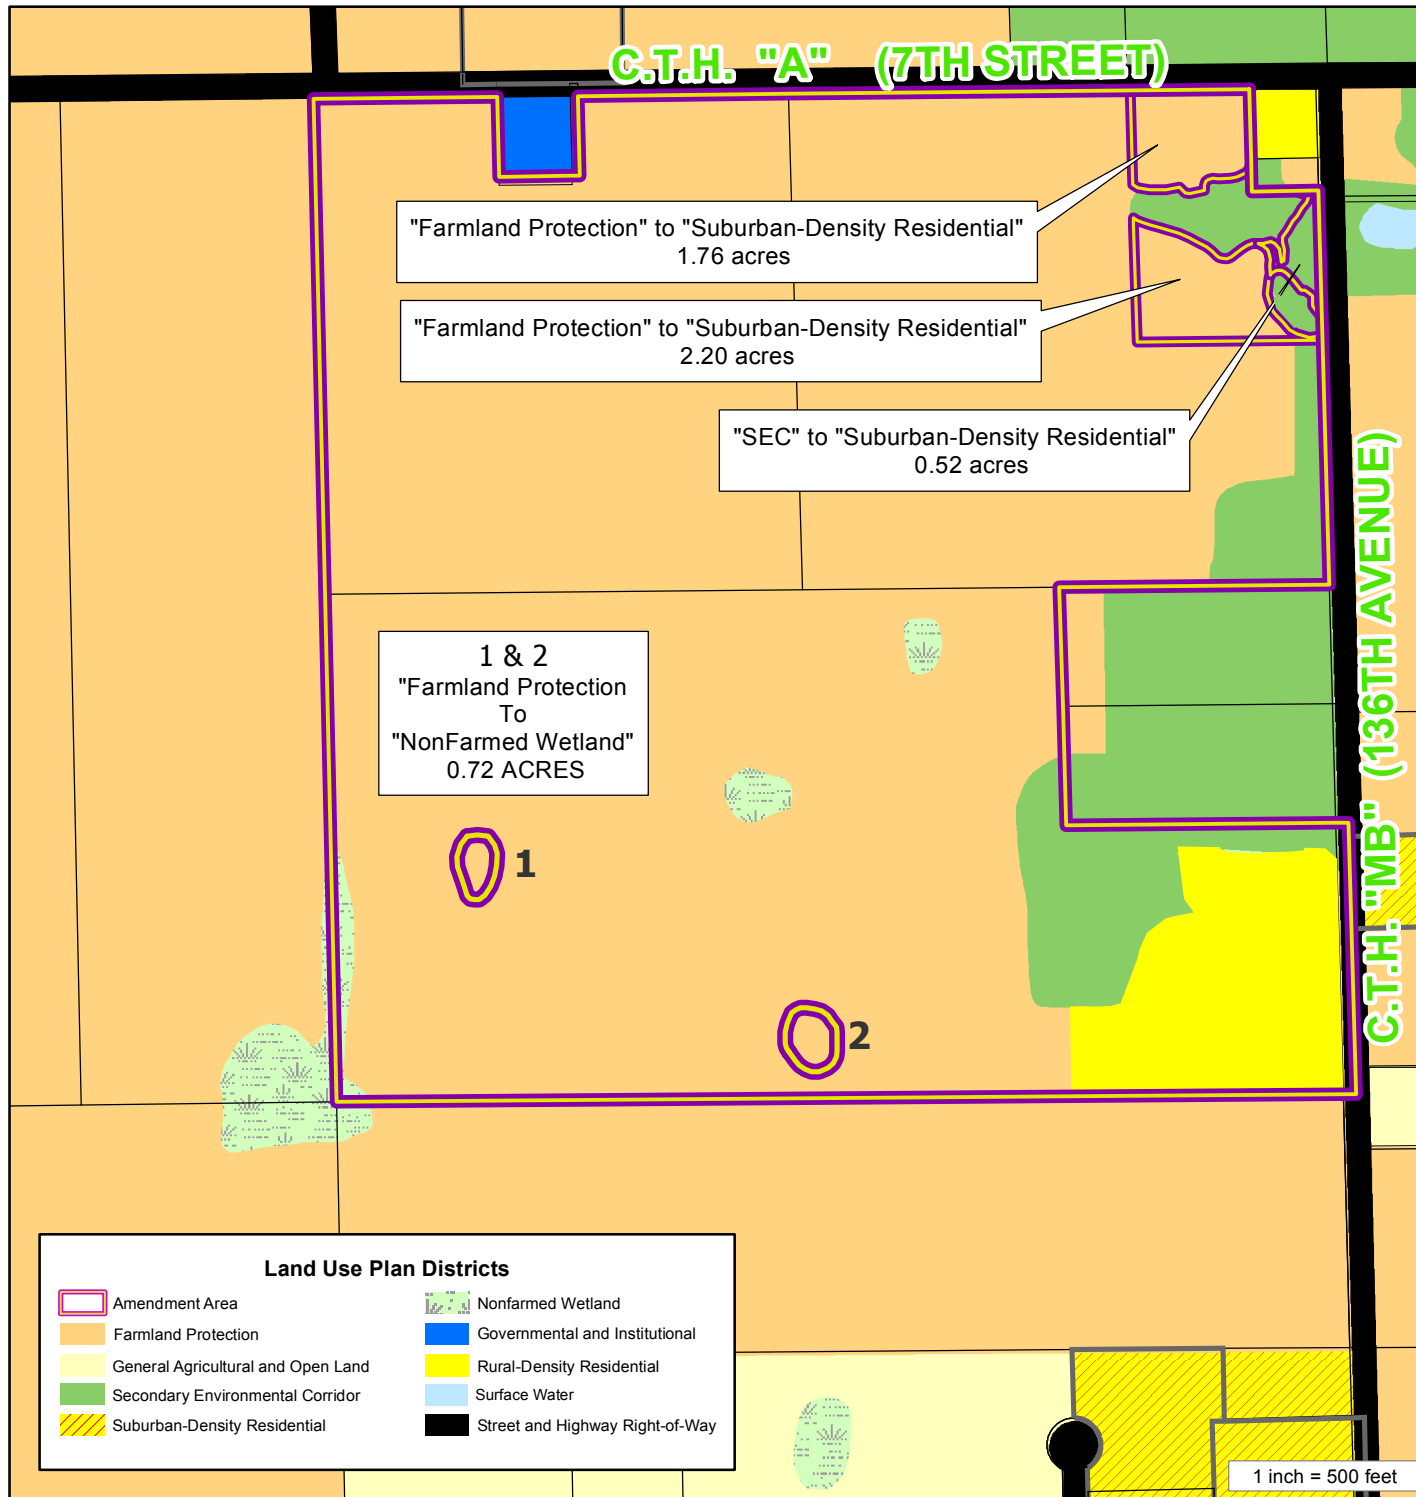 C.T.H. "A" (7TH STREET)
"Farmland Protection" to "Suburban-Density Residential"
1.76 acres
"Farmland Protection" to "Suburban-Density Residential"
2.20 acres
"SEC" to "Suburban-Density Residential"
0.52 acres
C.T.H. "MB" (136TH AVENUE)
1 & 2
"Farmland Protection
To
"NonFarmed Wetland"
0.72 ACRES
1
2
Land Use Plan Districts
Amendment Area
Farmland Protection
General Agricultural and Open Land
Secondary Environmental Corridor
Suburban-Density Residential
Nonfarmed Wetland
Governmental and Institutional
Rural-Density Residential
Surface Water
Street and Highway Right-of-Way
1 inch = 500 feet